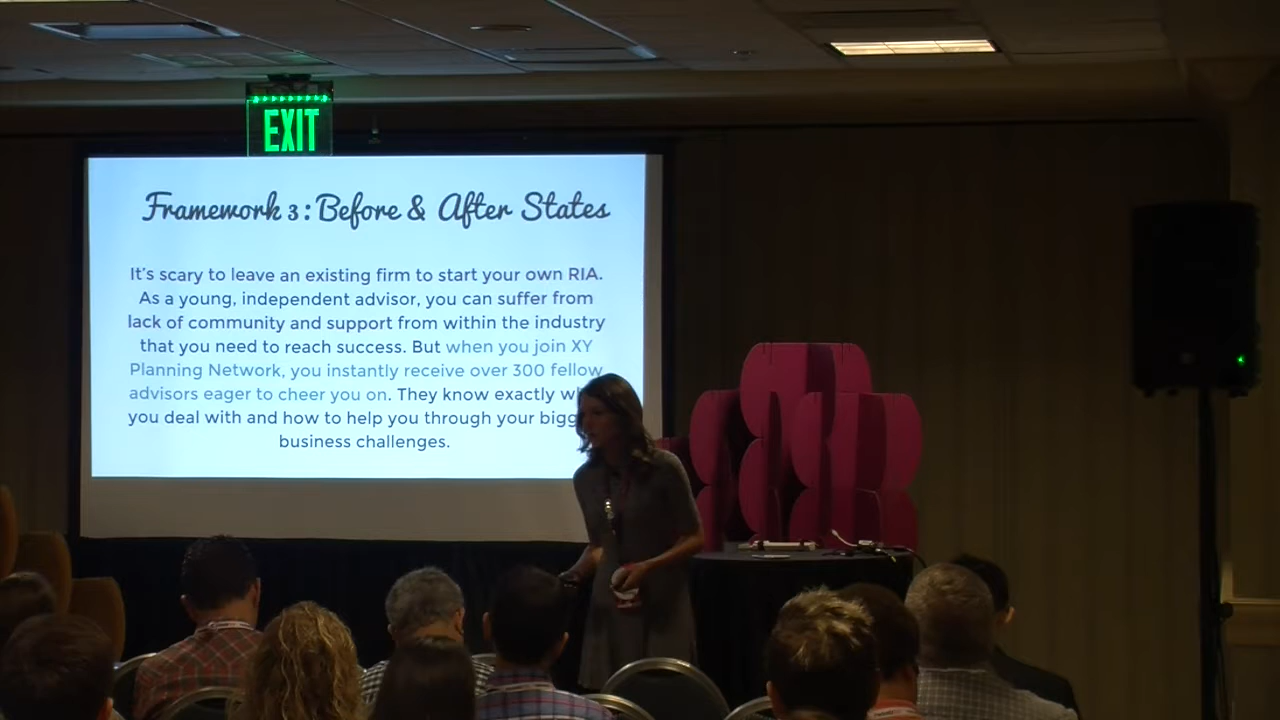 EXIT
Framework 3: Before & After States
It's scary to leave an existing firm to start your own RIA.
As a young, independent advisor, you can suffer from
lack of community and support from within the industry
that you need to reach success. But when you join XY
Planning Network, you instantly receive over 300 fellow
advisors eager to cheer you on. They know exactly
you deal with and how to help you through your
business challenges.